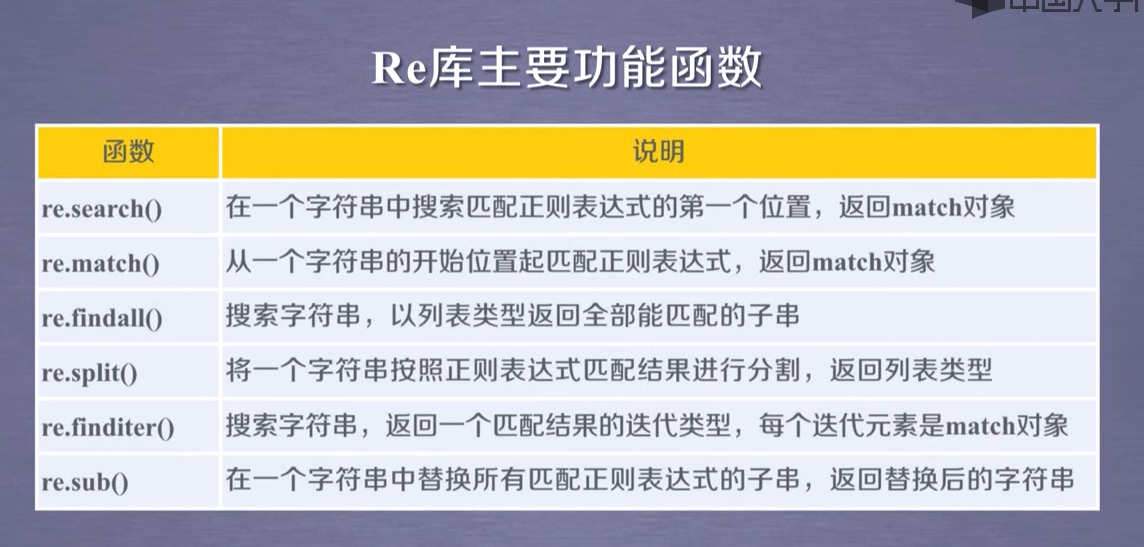 Re库主要功能函数
函数 说明
re.search() 在一个字符串中搜索匹配正则表达式的第一个位置，返回match对象
re.match() 从一个字符串的开始位置起匹配正则表达式，返回match对象
re.findall() 搜索字符串，以列表类型返回全部能匹配的子串
re.split() 将一个字符串按照正则表达式匹配结果进行分割，返回列表类型
re.finditer() 搜索字符串，返回一个匹配结果的迭代类型，每个迭代元素是match对象
re.sub() 在一个字符串中替换所有匹配正则表达式的子串，返回替换后的字符串